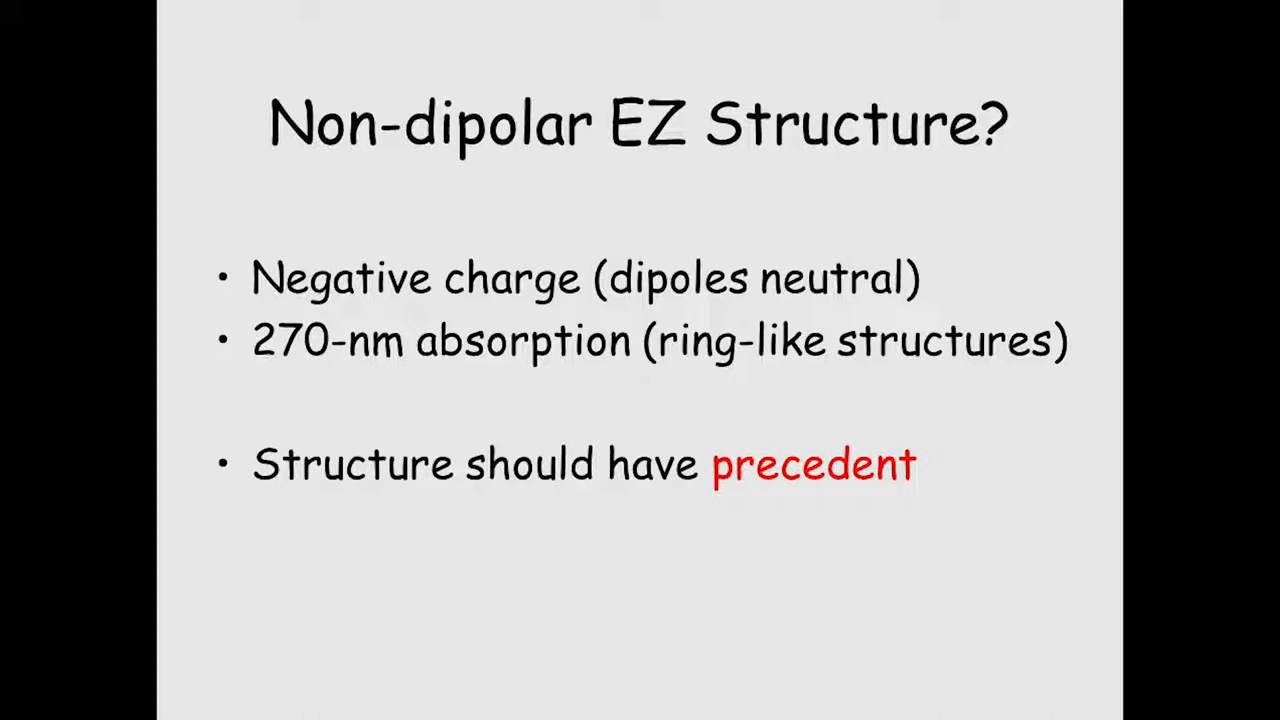 Non-dipolar EZ Structure?
• Negative charge (dipoles neutral)
• 270-nm absorption (ring-like structures)
• Structure should have precedent